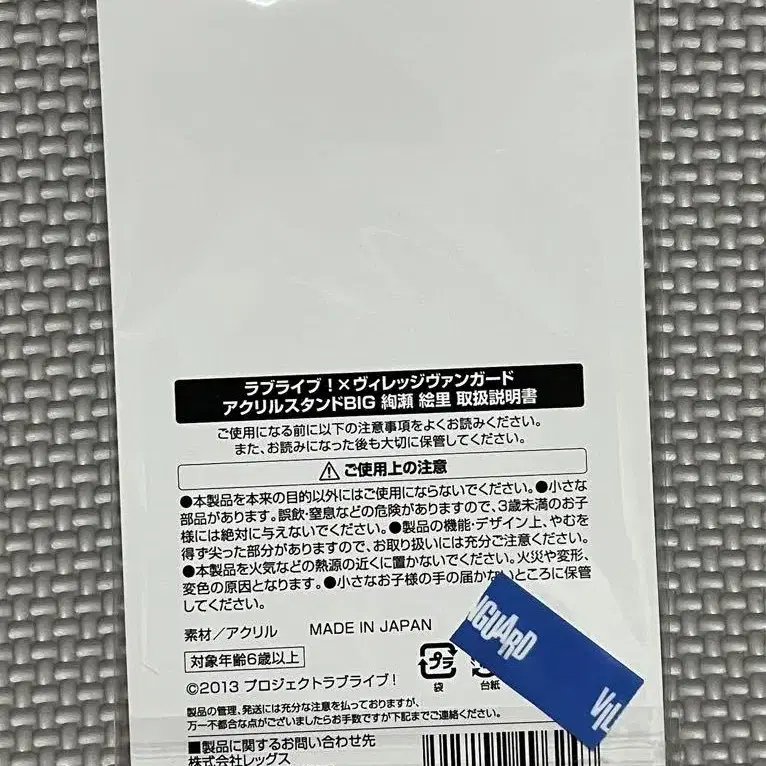 ラブライブ！×ヴィレッジヴァンガード
アクリルスタンドBIG 絢瀬 絵里 取扱説明書
ご使用になる前に以下の注意事項をよくお読みください。
また、お読みになった後も大切に保管してください。
ご使用上の注意
●本製品を本来の目的以外にはご使用にならないでください。●小さな
部品があります。誤飲・窒息などの危険がありますので、3歳未満のお子
様には絶対に与えないでください。●製品の機能・デザイン上、やむを
得ず尖った部分がありますので、お取り扱いには充分ご注意ください。
●本製品を火気などの熱源の近くに置かないでください。火災や変形、
変色の原因となります。●小さなお子様の手の届かないところに保管
してください。
素材／アクリル MADE IN JAPAN
対象年齢6歳以上
プラ
袋
台紙
©2013 プロジェクトラブライブ！
製品の管理、発送には充分な注意を払っておりますが、
万一不都合な点がございましたらお手数ですが下記までご連絡ください。
■製品に関するお問い合わせ先
株式会社レッグス
NGUARD
VIL